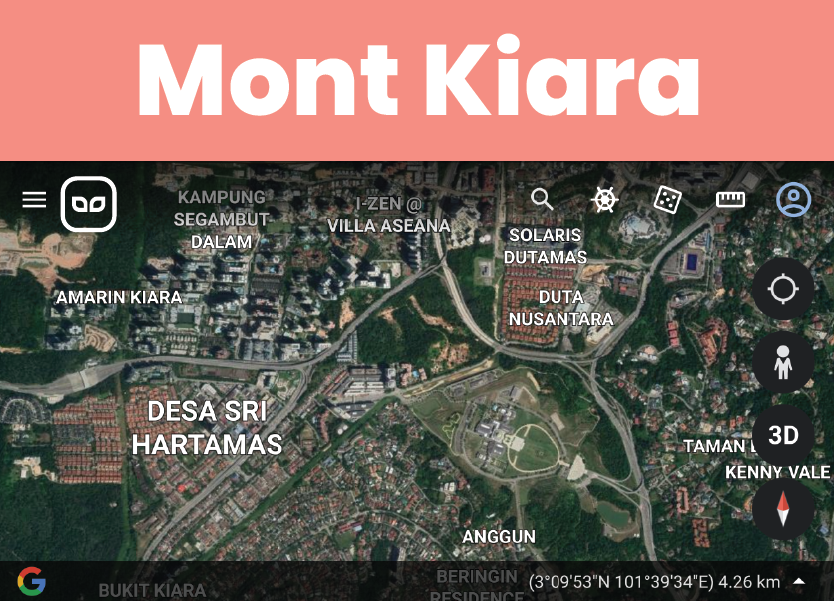 Mont Kiara
KAMPUNG
SEGAMBUT
DALAM
I-ZEN @
VILLA ASEANA
SOLARIS
DUTAMAS
AMARIN KIARA
DUTA
NUSANTARA
DESA SRI
HARTAMAS
3D
TAMAN
KENNY VALE
ANGGUN
BERINGIN
RESIDENCE
BUKIT KIARA
(3°09'53"N 101°39'34"E) 4.26 km